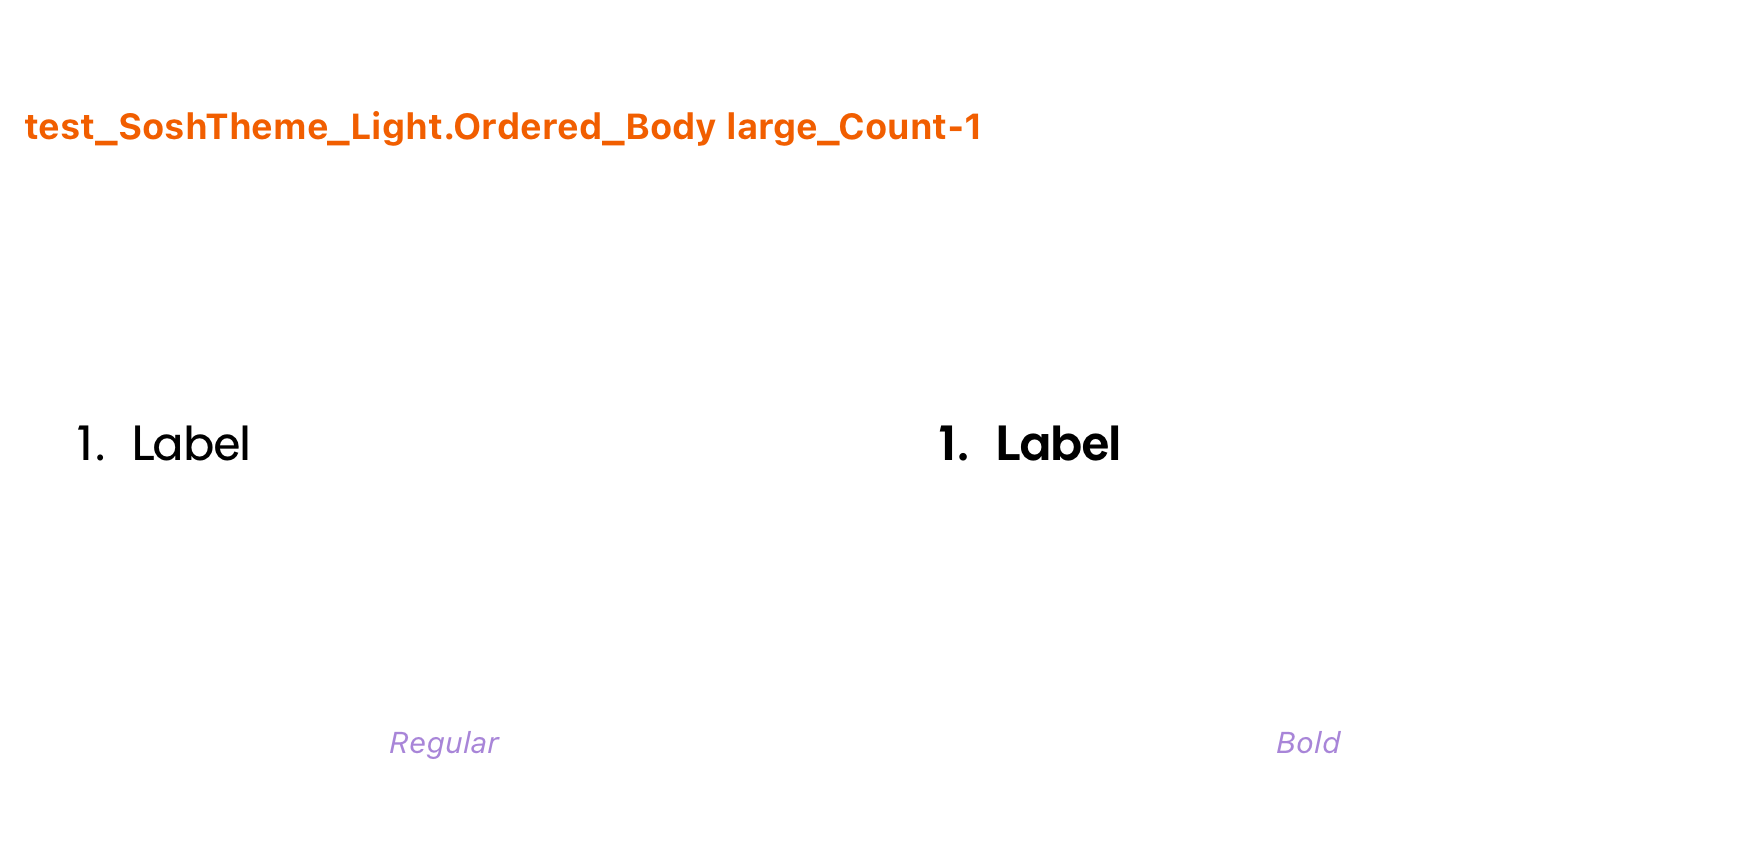 test_SoshTheme_Light.Ordered_Body large_Count-1
1. Label
1. Label
Regular
Bold